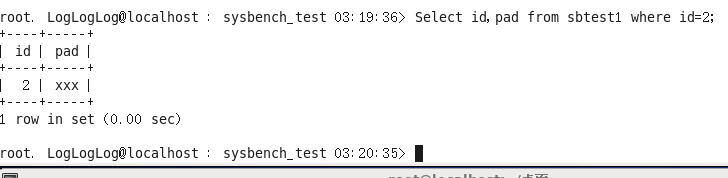 root. LogLogLog@localhost : sysbench_test 03:19:36> Select id,pad from sbtest1 where id=2;
+----+-----+
| id | pad |
+----+-----+
| 2 | xxx |
+----+-----+
1 row in set (0.00 sec)
root. LogLogLog@localhost : sysbench_test 03:20:35>